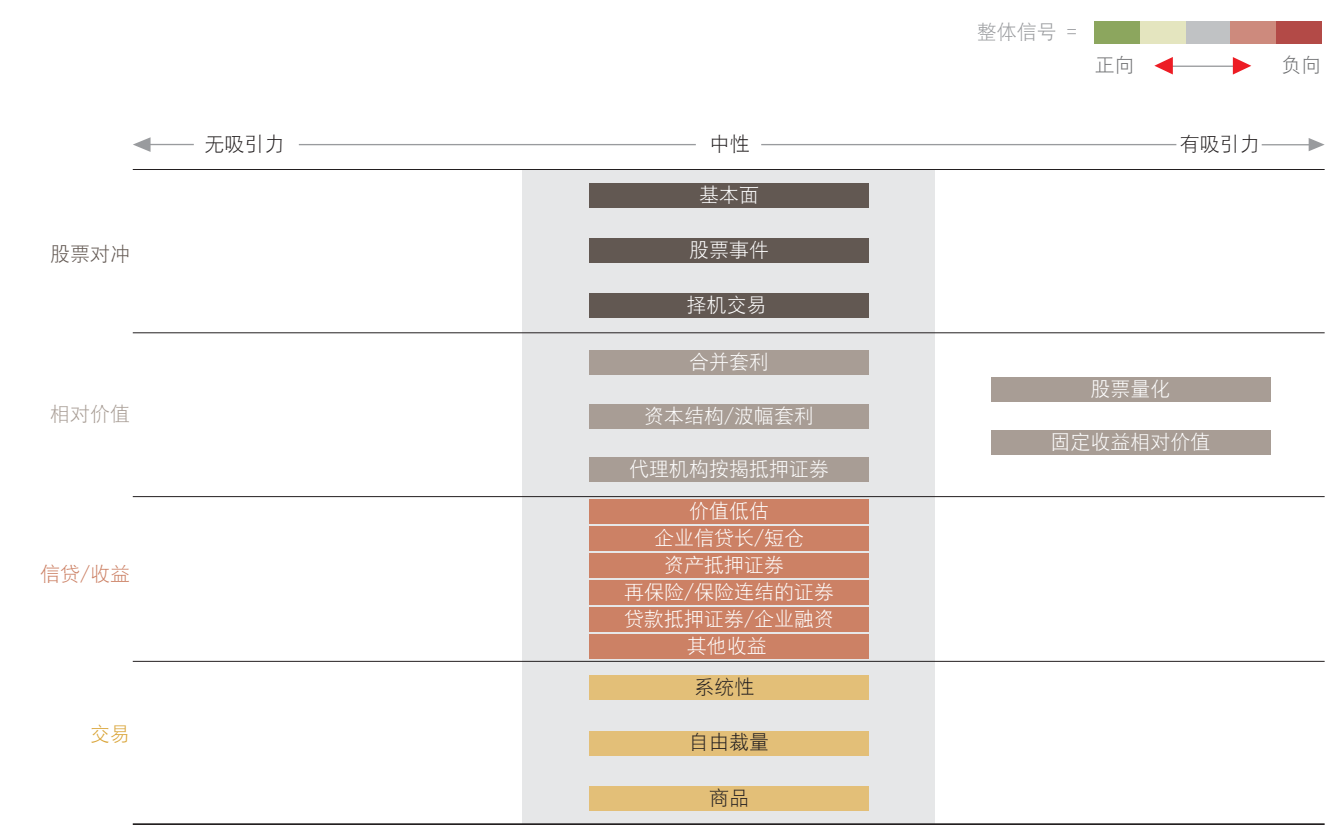 整体信号 =
正向 负向
无吸引力 中性 有吸引力
股票对冲
基本面
股票事件
择机交易
相对价值
合并套利
资本结构/波幅套利
代理机构按揭抵押证券
股票量化
固定收益相对价值
信贷/收益
价值低估
企业信贷长/短仓
资产抵押证券
再保险/保险连结的证券
贷款抵押证券/企业融资
其他收益
交易
系统性
自由裁量
商品